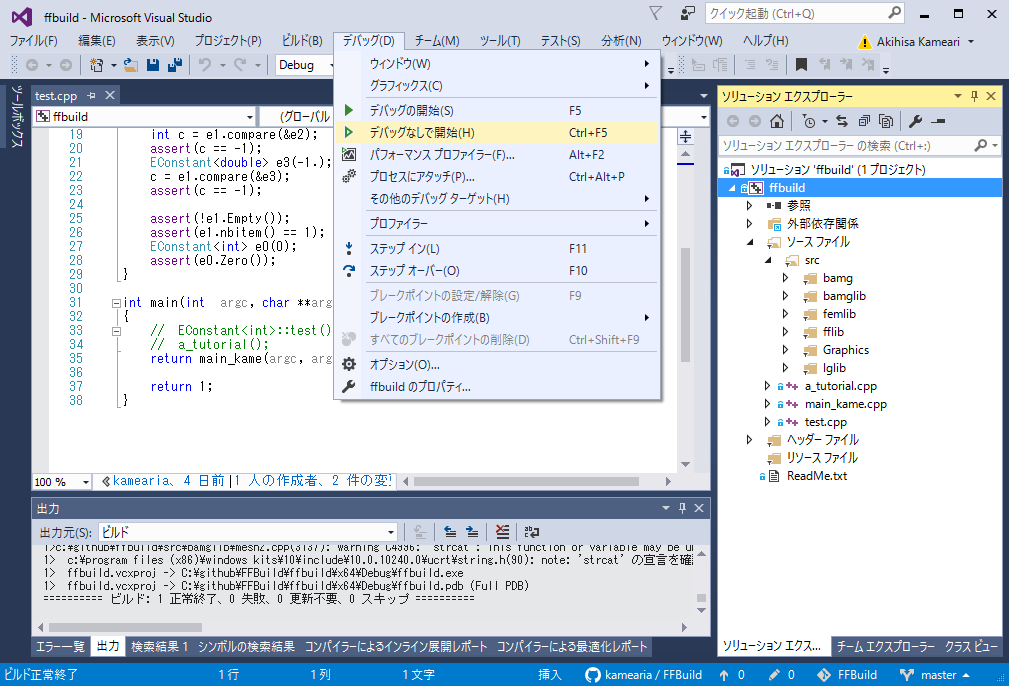 ffbuild - Microsoft Visual Studio
クイック起動 (Ctrl+Q)
ファイル(F) 編集(E) 表示(V) プロジェクト(P) ビルド(B) デバッグ(D) チーム(M) ツール(T) テスト(S) 分析(N) ウィンドウ(W) ヘルプ(H) Akihisa Kameari
Debug
ツールボックス
test.cpp
ffbuild (グローバル
19 int c = e1.compare(&e2);
20 assert(c == -1);
21 EConstant<double> e3(-1.);
22 c = e1.compare(&e3);
23 assert(c == -1);
24
25 assert(!e1.Empty());
26 assert(e1.nbitem() == 1);
27 EConstant<int> e0(0);
28 assert(e0.Zero());
29 }
30
31 int main(int argc, char **arg
32 {
33 // EConstant<int>::test()
34 // a_tutorial();
35 return main_kame(argc, arg
36
37 return 1;
38 }
ウィンドウ(W)
グラフィックス(C)
デバッグの開始(S) F5
デバッグなしで開始(H) Ctrl+F5
パフォーマンス プロファイラー(F)... Alt+F2
プロセスにアタッチ(P)... Ctrl+Alt+P
その他のデバッグ ターゲット(H)
プロファイラー
ステップ イン(L) F11
ステップ オーバー(O) F10
ブレークポイントの設定/解除(G) F9
ブレークポイントの作成(B)
すべてのブレークポイントの削除(D) Ctrl+Shift+F9
オプション(O)...
ffbuild のプロパティ...
100 % kamearia、4 日前 |1 人の作成者、2 件の変!
ソリューション エクスプローラー
ソリューション エクスプローラー の検索 (Ctrl+:)
ソリューション 'ffbuild' (1 プロジェクト)
ffbuild
参照
外部依存関係
ソース ファイル
src
bamg
bamglib
femlib
fflib
Graphics
lglib
a_tutorial.cpp
main_kame.cpp
test.cpp
ヘッダー ファイル
リソース ファイル
ReadMe.txt
出力
出力元(S): ビルド
1>c:¥github¥ffbuild¥src¥bamglib¥mesh2.cpp(3137): warning C4996: 'strcat': This function or variable may be u
1> c:¥program files (x86)¥windows kits¥10¥include¥10.0.10240.0¥ucrt¥string.h(90): note: 'strcat' の宣言を確認
1> ffbuild.vcxproj -> C:¥github¥FFBuild¥ffbuild¥x64¥Debug¥ffbuild.exe
1> ffbuild.vcxproj -> C:¥github¥FFBuild¥ffbuild¥x64¥Debug¥ffbuild.pdb (Full PDB)
========== ビルド: 1 正常終了、0 失敗、0 更新不要、0 スキップ ==========
エラー一覧 出力 検索結果 1 シンボルの検索結果 コンパイラーによるインライン展開レポート コンパイラーによる最適化レポート
ソリューション エクス... チーム エクスプローラー クラス ビュー
ビルド正常終了 1 行 1 列 1 文字 挿入 kamearia / FFBuild 0 0 FFBuild master